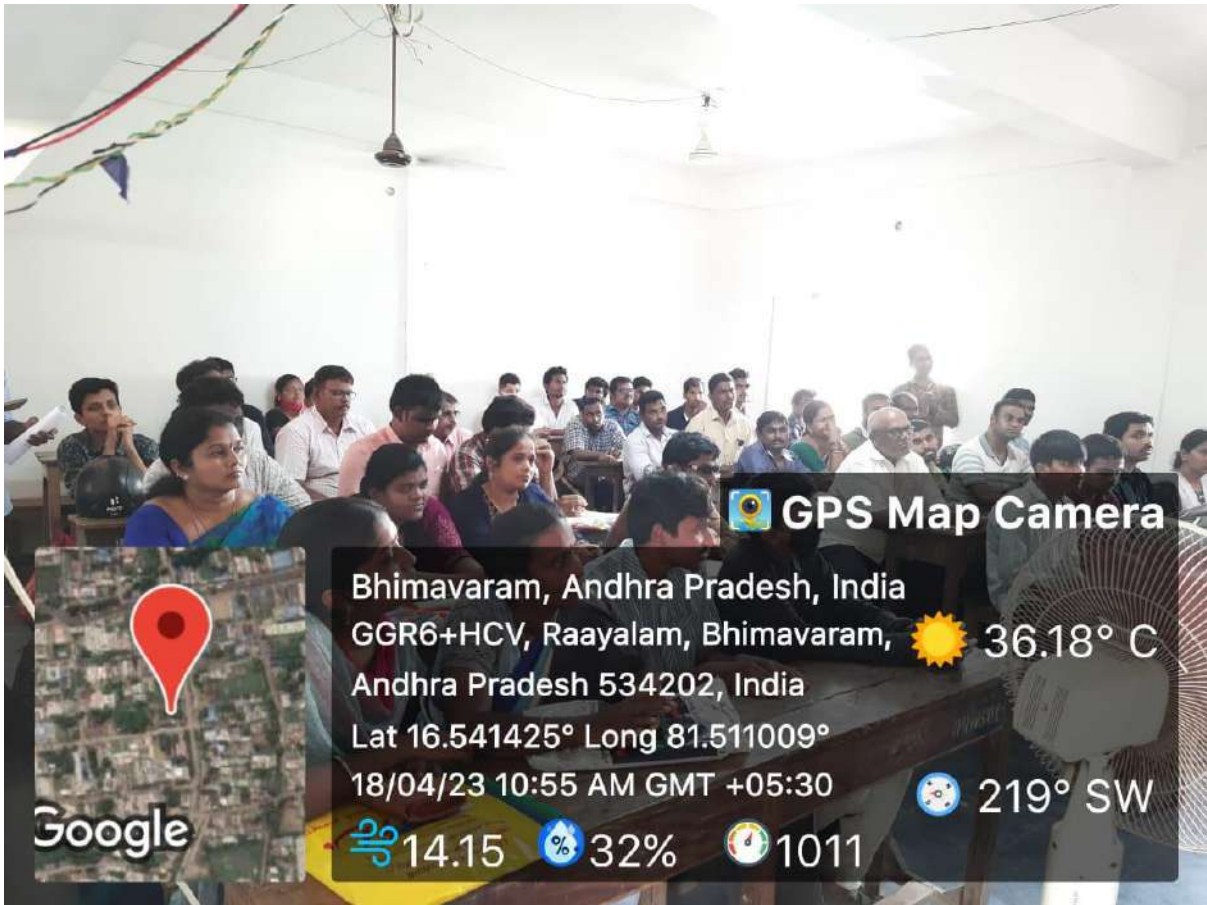 GPS Map Camera
Bhimavaram, Andhra Pradesh, India
GGR6+HCV, Raayalam, Bhimavaram,
Andhra Pradesh 534202, India
Lat 16.541425° Long 81.511009°
18/04/23 10:55 AM GMT +05:30
36.18° C
219° SW
14.15
32%
1011
Google